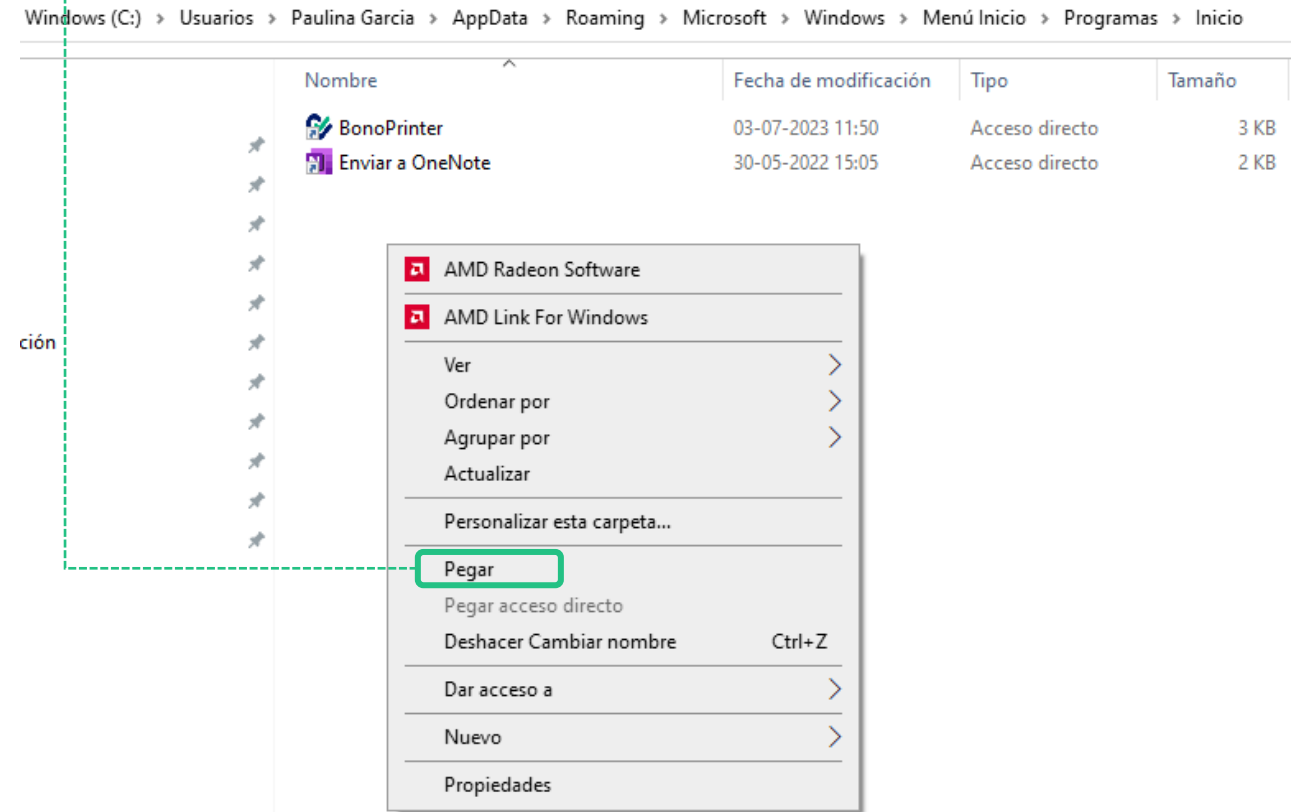 Windows (C:) > Usuarios > Paulina Garcia > AppData > Roaming > Microsoft > Windows > Menú Inicio > Programas > Inicio
Nombre Fecha de modificación Tipo Tamaño
BonoPrinter 03-07-2023 11:50 Acceso directo 3 KB
Enviar a OneNote 30-05-2022 15:05 Acceso directo 2 KB
AMD Radeon Software
AMD Link For Windows
ción
Ver
Ordenar por
Agrupar por
Actualizar
Personalizar esta carpeta...
Pegar
Pegar acceso directo
Deshacer Cambiar nombre Ctrl+Z
Dar acceso a
Nuevo
Propiedades